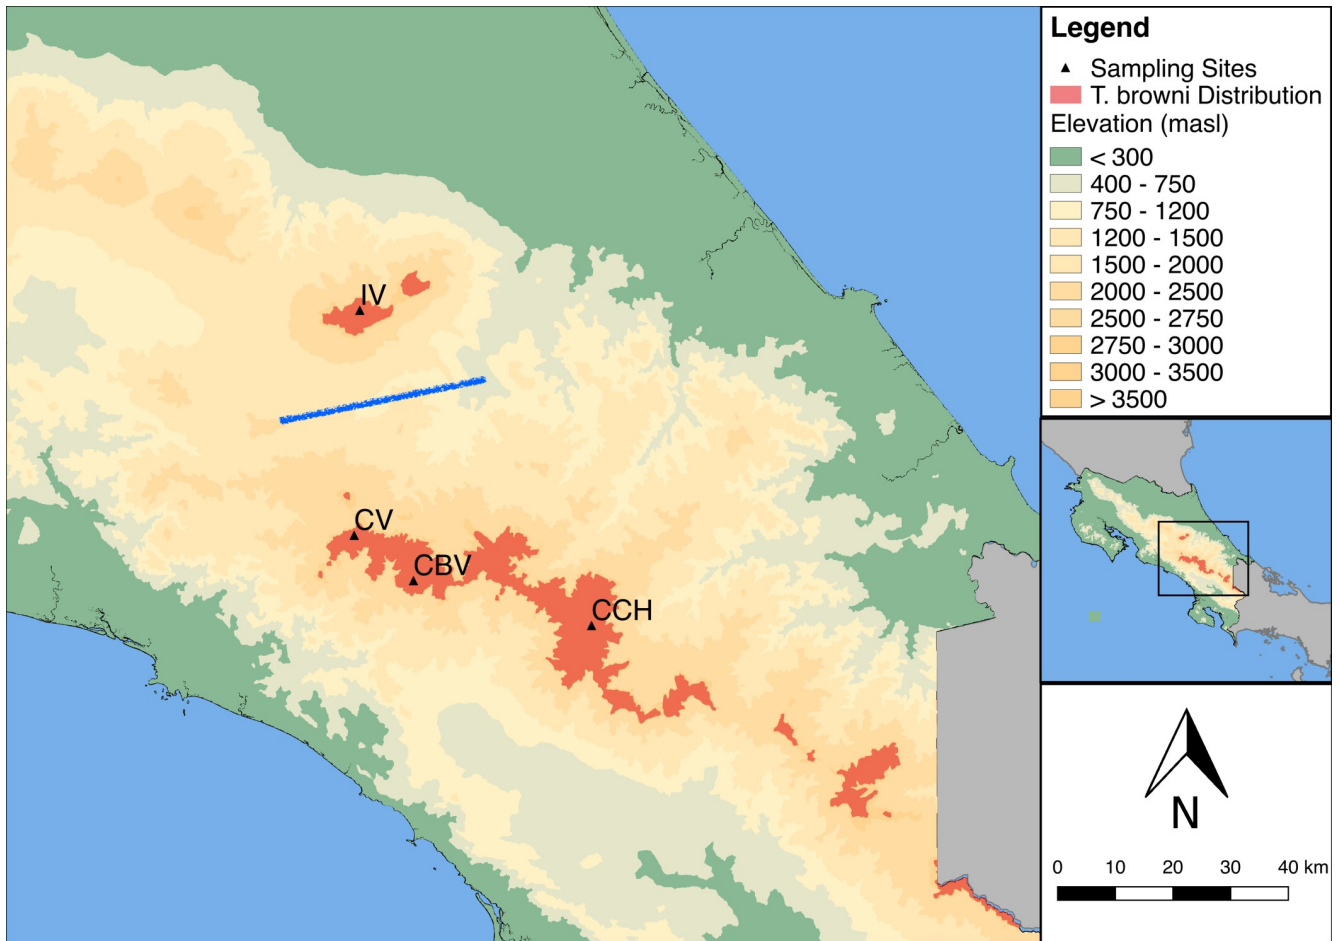 IV
CV
CBV
CCH
Legend
Sampling Sites
T. browni Distribution
Elevation (masl)
< 300
400 - 750
750 - 1200
1200 - 1500
1500 - 2000
2000 - 2500
2500 - 2750
2750 - 3000
3000 - 3500
> 3500
N
0 10 20 30 40 km